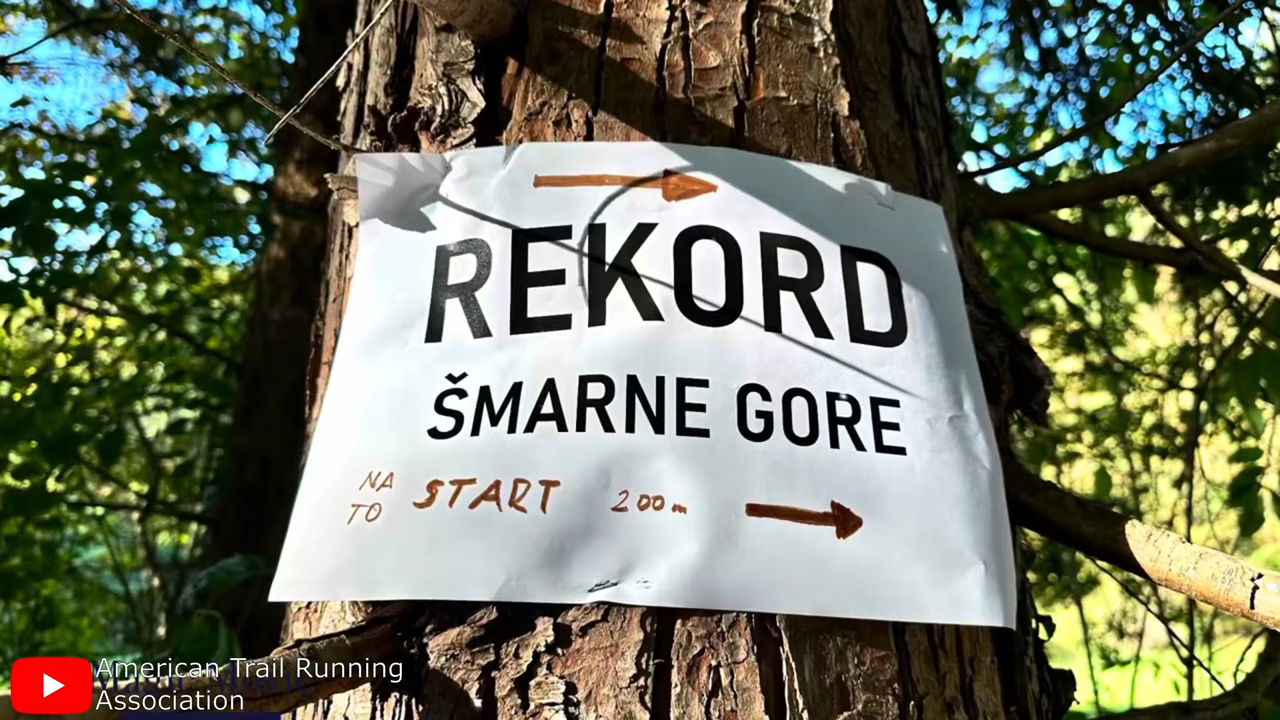 REKORD
ŠMARNE GORE
NA
TO START 200m
American Trail Running
Association